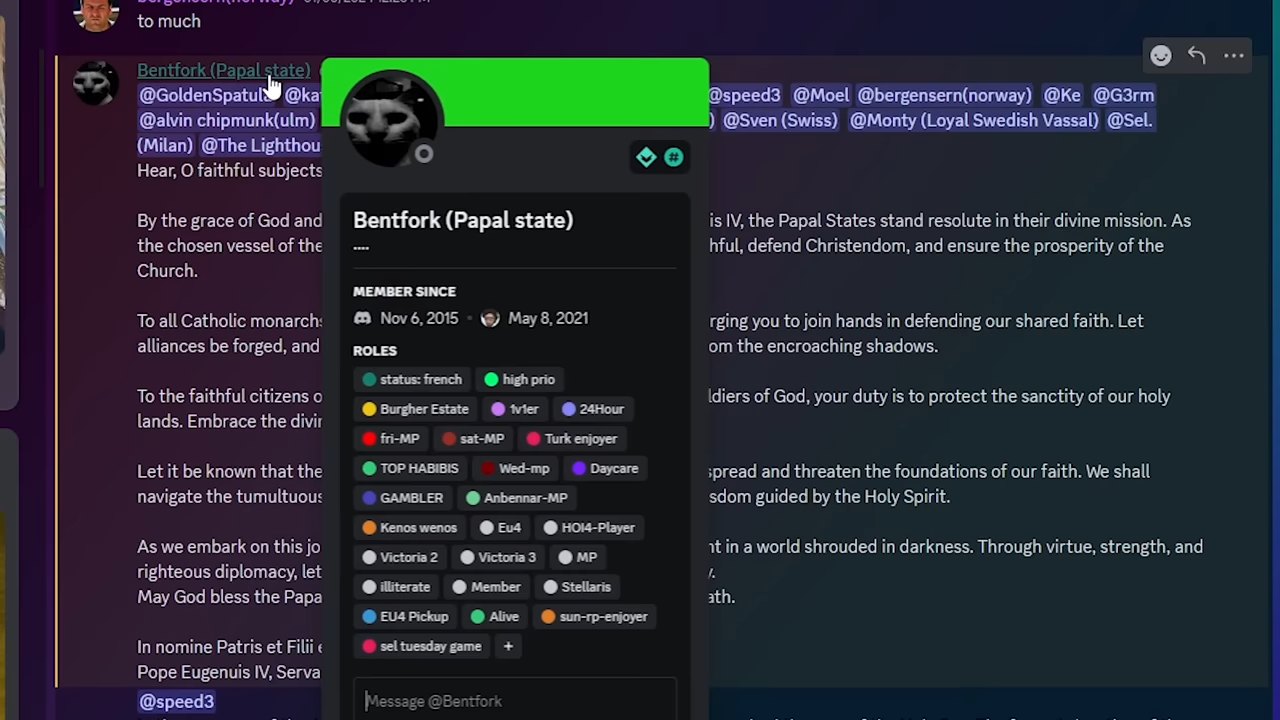 bergensern(norway)
to much
Bentfork (Papal state)
@GoldenSpatula @ka @speed3 @Moel @bergensern(norway) @Ke @G3rm
@alvin chipmunk(ulm) ) @Sven (Swiss) @Monty (Loyal Swedish Vassal) @Sel.
(Milan) @The Lighthou
Hear, O faithful subjects
By the grace of God and is IV, the Papal States stand resolute in their divine mission. As
the chosen vessel of the hful, defend Christendom, and ensure the prosperity of the
Church.
To all Catholic monarchs rging you to join hands in defending our shared faith. Let
alliances be forged, and om the encroaching shadows.
To the faithful citizens o ldiers of God, your duty is to protect the sanctity of our holy
lands. Embrace the divin
Let it be known that the spread and threaten the foundations of our faith. We shall
navigate the tumultuous sdom guided by the Holy Spirit.
As we embark on this jo nt in a world shrouded in darkness. Through virtue, strength, and
righteous diplomacy, let y.
May God bless the Papa ath.
In nomine Patris et Filii e
Pope Eugenuis IV, Serva
@speed3
Bentfork (Papal state)
....
MEMBER SINCE
Nov 6, 2015 • May 8, 2021
ROLES
status: french high prio
Burgher Estate 1v1er 24Hour
fri-MP sat-MP Turk enjoyer
TOP HABIBIS Wed-mp Daycare
GAMBLER Anbennar-MP
Kenos wenos Eu4 HOI4-Player
Victoria 2 Victoria 3 MP
illiterate Member Stellaris
EU4 Pickup Alive sun-rp-enjoyer
sel tuesday game +
Message @Bentfork